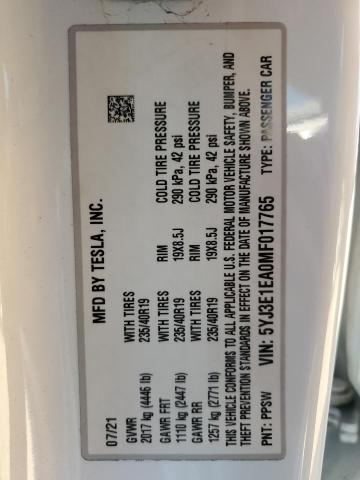 MFD BY TESLA, INC.
07/21
GVWR WITH TIRES RIM COLD TIRE PRESSURE
2017 kg (4446 lb) 235/40R19 19X8.5J 290 kPa, 42 psi
GAWR FRT WITH TIRES RIM COLD TIRE PRESSURE
1110 kg (2447 lb) 235/40R19 19X8.5J 290 kPa, 42 psi
GAWR RR
1257 kg (2771 lb) 235/40R19
THIS VEHICLE CONFORMS TO ALL APPLICABLE U.S. FEDERAL MOTOR VEHICLE SAFETY, BUMPER, AND
THEFT PREVENTION STANDARDS IN EFFECT ON THE DATE OF MANUFACTURE SHOWN ABOVE.
PNT: PPSW VIN: 5YJ3E1EA0MF017765 TYPE: PASSENGER CAR